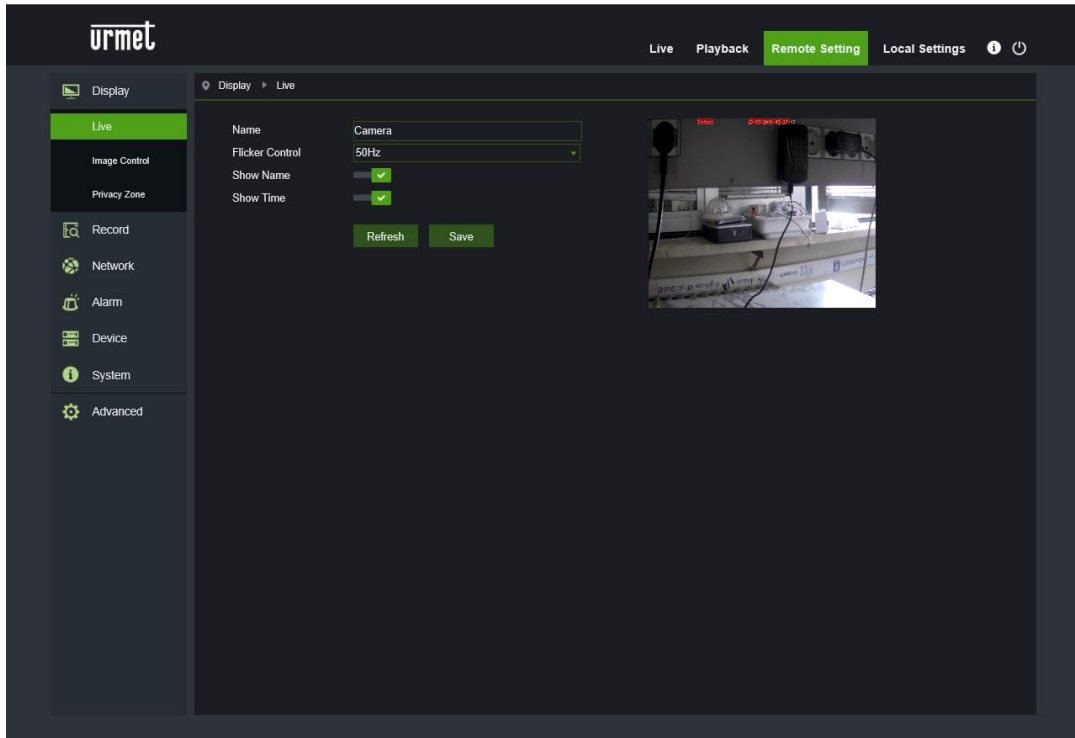 urmet
Live Playback Remote Setting Local Settings
Display
Display Live
Live
Image Control
Privacy Zone
Record
Network
Alarm
Device
System
Advanced
Name Camera
Flicker Control 50Hz
Show Name
Show Time
Refresh Save